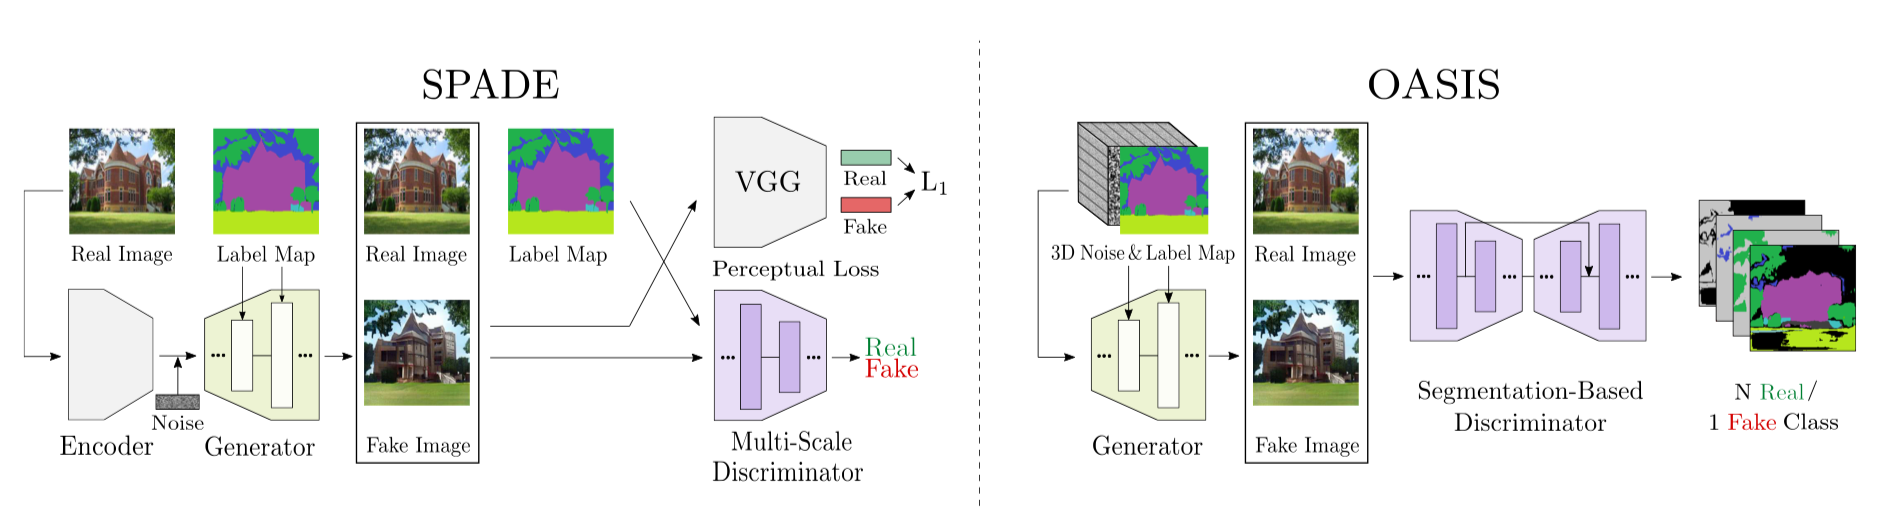 SPADE
Real Image
Label Map
Real Image
Label Map
VGG
Real
Fake
L1
Perceptual Loss
Noise
Encoder
Generator
Fake Image
Real
Fake
Multi-Scale
Discriminator
OASIS
3D Noise & Label Map
Real Image
Generator
Fake Image
Segmentation-Based
Discriminator
N Real/
1 Fake Class